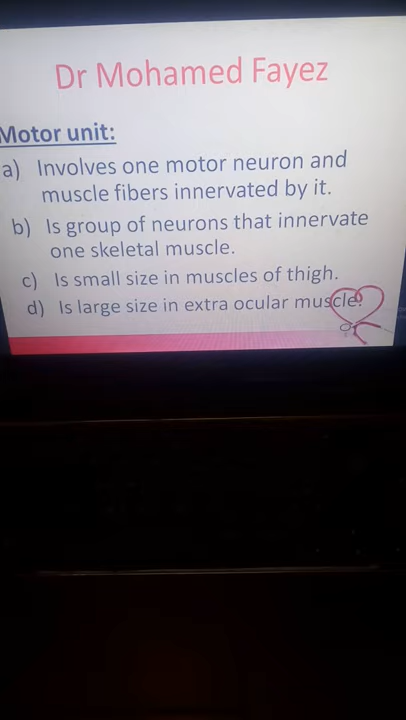 Dr Mohamed Fayez
Motor unit:
a) Involves one motor neuron and
muscle fibers innervated by it.
b) Is group of neurons that innervate
one skeletal muscle.
c) Is small size in muscles of thigh.
d) Is large size in extra ocular muscle.